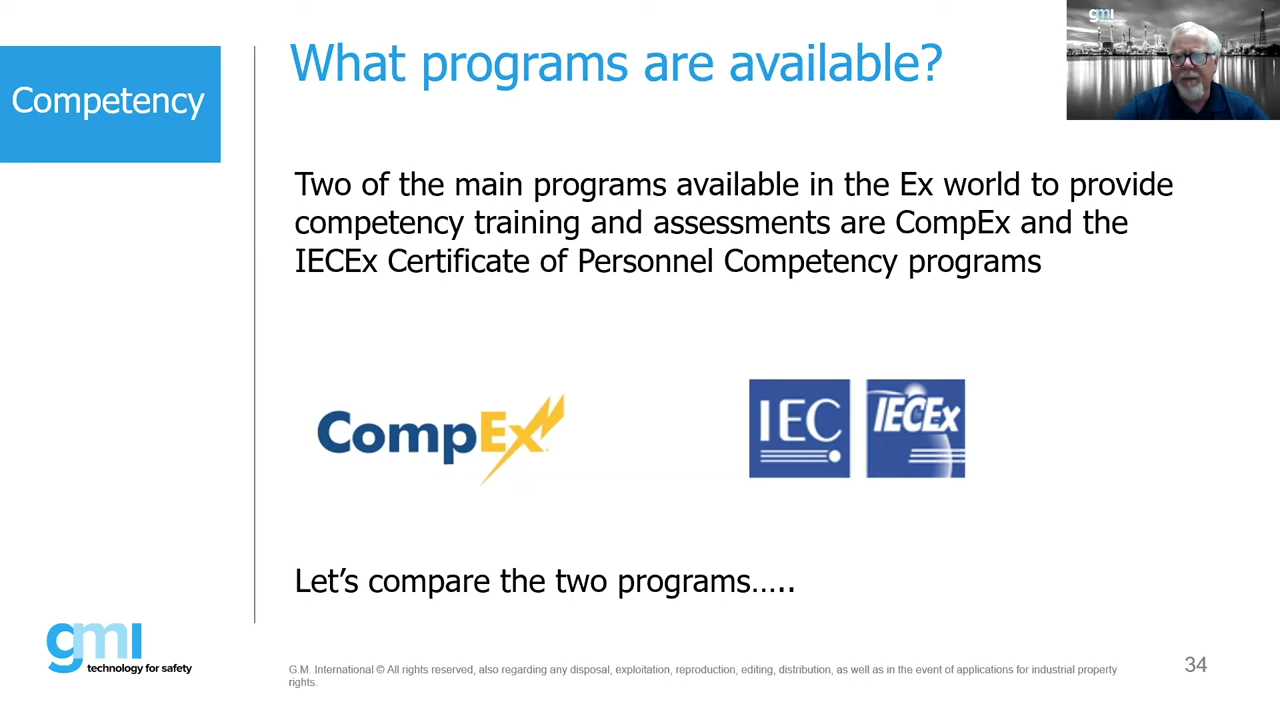 Competency
What programs are available?
gmi
Two of the main programs available in the Ex world to provide
competency training and assessments are CompEx and the
IECEx Certificate of Personnel Competency programs
CompEx
IEC
IECEx
Let’s compare the two programs…..
gmi
technology for safety
G.M. International © All rights reserved, also regarding any disposal, exploitation, reproduction, editing, distribution, as well as in the event of applications for industrial property
rights.
34